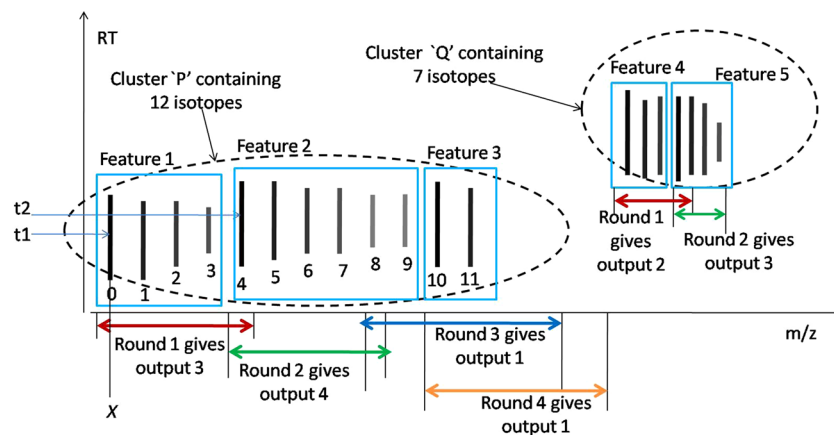 RT
Cluster `P' containing
12 isotopes
Cluster `Q' containing
7 isotopes
Feature 4
Feature 5
Feature 1
Feature 2
Feature 3
t2
t1
0
1
2
3
4
5
6
7
8
9
10
11
Round 1
gives
output 2
Round 2 gives
output 3
m/z
Round 1 gives
output 3
Round 2 gives
output 4
Round 3 gives
output 1
Round 4 gives
output 1
X